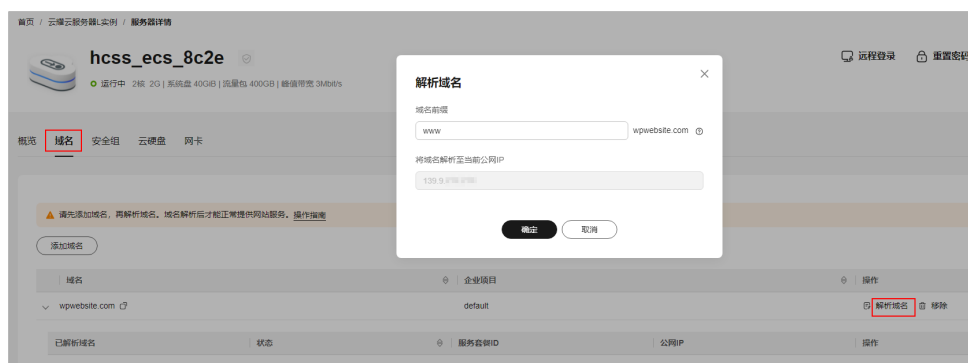 首页 / 云耀云服务器L实例 / 服务器详情
hcss_ecs_8c2e
运行中 2核 2G | 系统盘 40GiB | 流量包 400GB | 峰值带宽 3Mbit/s
远程登录 重置密码
概览 域名 安全组 云硬盘 网卡
解析域名
域名前缀
www wpwebsite.com
将域名解析至当前公网IP
139.9.
确定 取消
请先添加域名，再解析域名。域名解析后才能正常提供网站服务。操作指南
添加域名
域名 企业项目 操作
wpwebsite.com default 解析域名 移除
已解析域名 状态 服务套餐ID 公网IP 操作